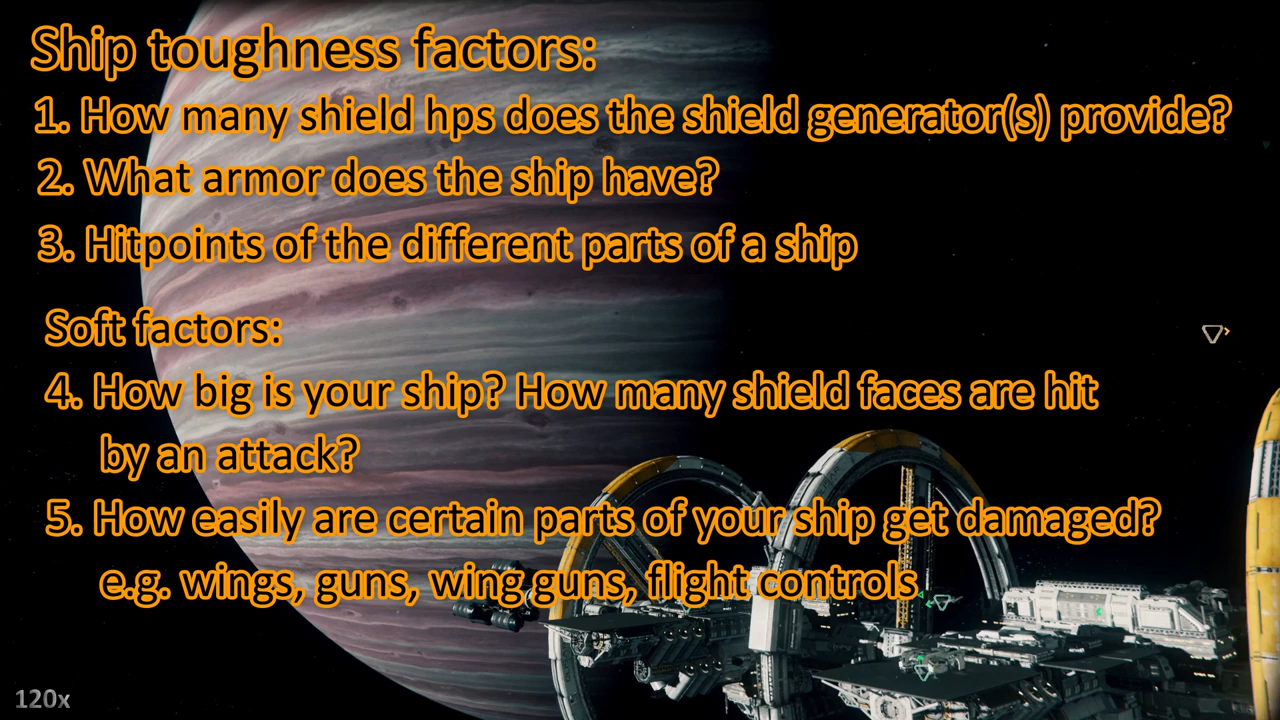 Ship toughness factors:
1. How many shield hps does the shield generator(s) provide?
2. What armor does the ship have?
3. Hitpoints of the different parts of a ship
Soft factors:
4. How big is your ship? How many shield faces are hit
by an attack?
5. How easily are certain parts of your ship get damaged?
e.g. wings, guns, wing guns, flight controls
120x